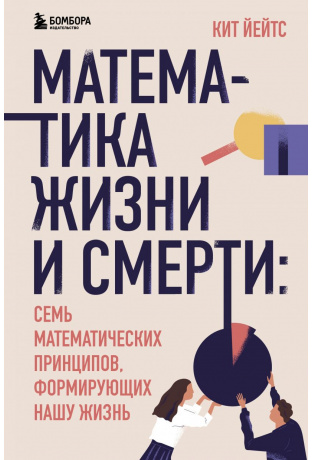 БОМБОРА
ИЗДАТЕЛЬСТВО
КИТ ЙЕЙТС
МАТЕМА-
ТИКА
ЖИЗНИ
И СМЕРТИ:
СЕМЬ
МАТЕМАТИЧЕСКИХ
ПРИНЦИПОВ,
ФОРМИРУЮЩИХ
НАШУ ЖИЗНЬ